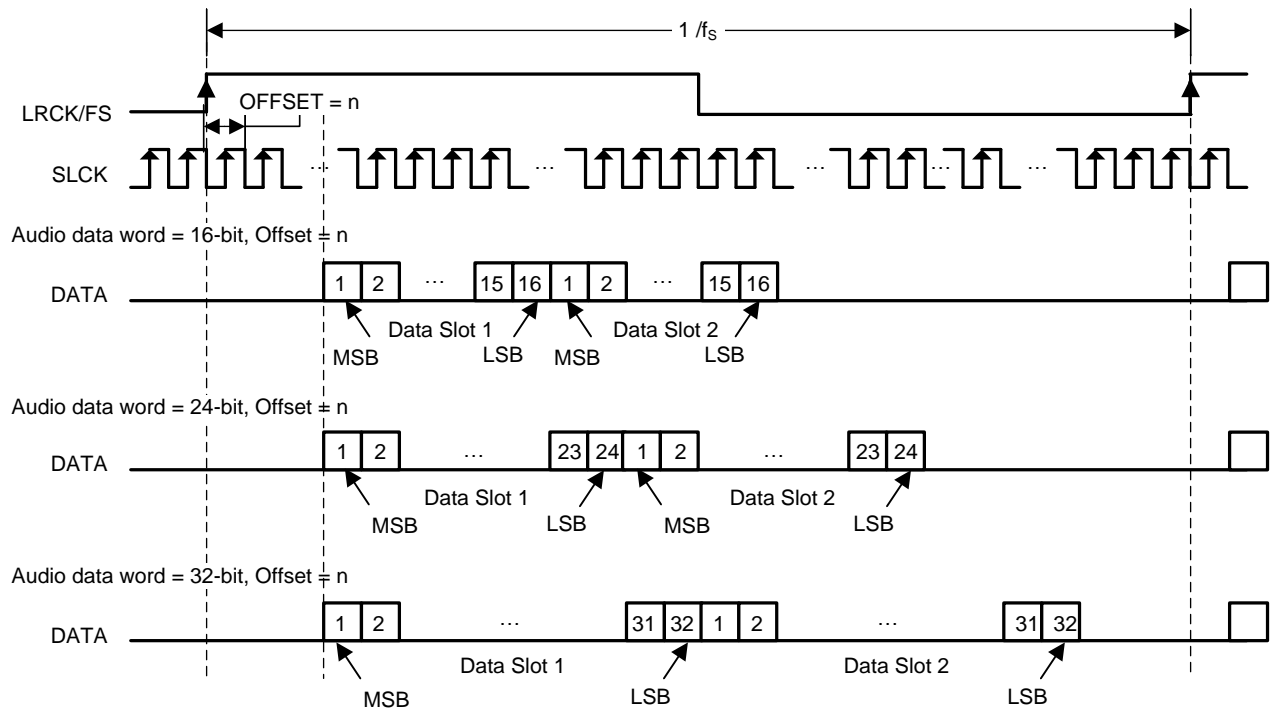 1 /fS
LRCK/FS
OFFSET = n
SLCK
... ... ... ... ...
Audio data word = 16-bit, Offset = n
DATA
1 2 ... 15 16 1 2 ... 15 16
Data Slot 1 Data Slot 2
MSB LSB MSB LSB
Audio data word = 24-bit, Offset = n
DATA
1 2 ... 23 24 1 2 ... 23 24
Data Slot 1 Data Slot 2
MSB LSB MSB LSB
Audio data word = 32-bit, Offset = n
DATA
1 2 ... 31 32 1 2 ... 31 32
Data Slot 1 Data Slot 2
MSB LSB LSB